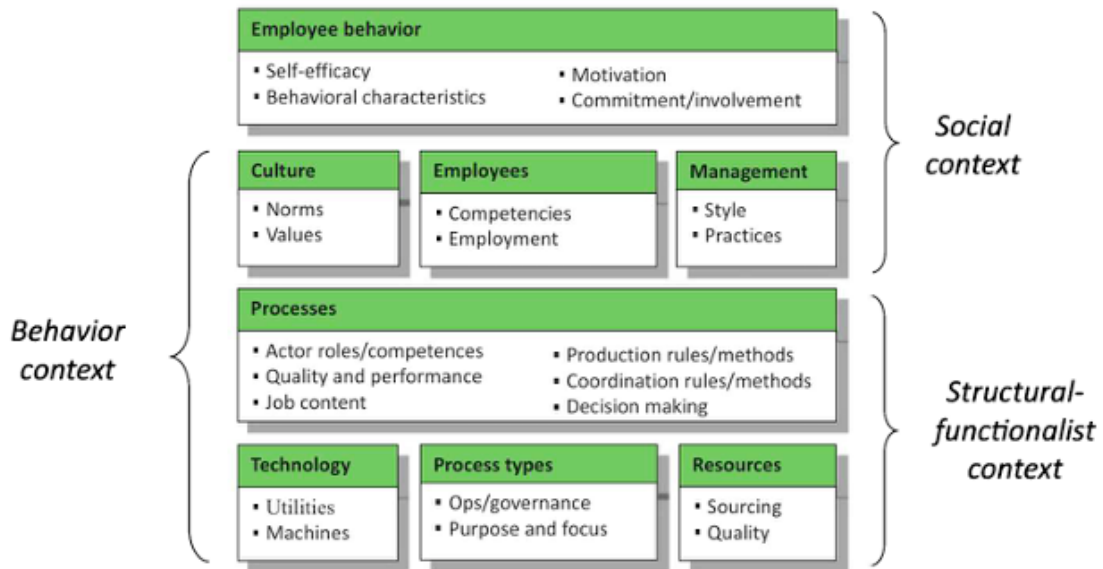 Employee behavior
▪ Self-efficacy
▪ Behavioral characteristics
▪ Motivation
▪ Commitment/involvement
Social
context
Culture
▪ Norms
▪ Values
Employees
▪ Competencies
▪ Employment
Management
▪ Style
▪ Practices
Behavior
context
Processes
▪ Actor roles/competences
▪ Quality and performance
▪ Job content
▪ Production rules/methods
▪ Coordination rules/methods
▪ Decision making
Structural-
functionalist
context
Technology
▪ Utilities
▪ Machines
Process types
▪ Ops/governance
▪ Purpose and focus
Resources
▪ Sourcing
▪ Quality